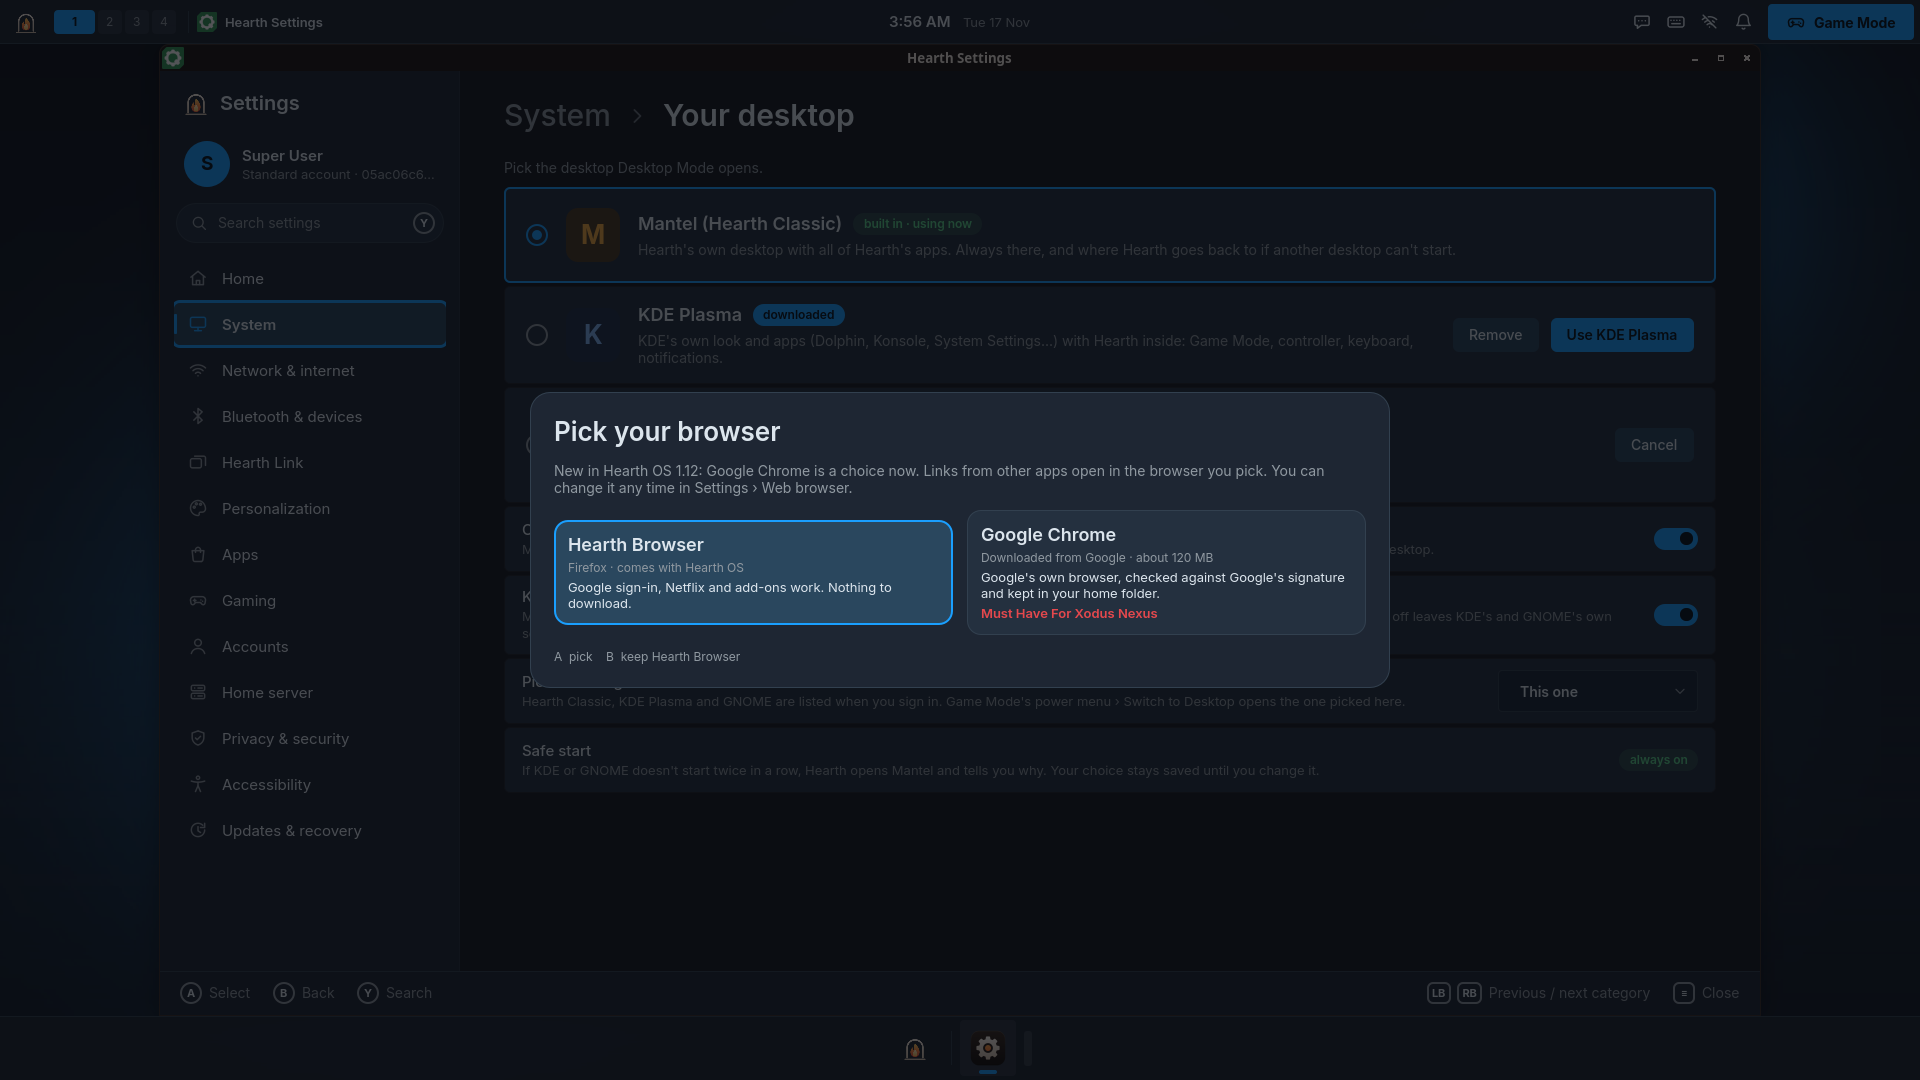 1 2 3 4 Hearth Settings 3:56 AM Tue 17 Nov Game Mode
Hearth Settings
Settings
S Super User
Standard account · 05ac06c6...
Search settings Y
Home
System
Network & internet
Bluetooth & devices
Hearth Link
Personalization
Apps
Gaming
Accounts
Home server
Privacy & security
Accessibility
Updates & recovery
System › Your desktop
Pick the desktop Desktop Mode opens.
M Mantel (Hearth Classic) built in · using now
Hearth's own desktop with all of Hearth's apps. Always there, and where Hearth goes back to if another desktop can't start.
K KDE Plasma downloaded
KDE's own look and apps (Dolphin, Konsole, System Settings...) with Hearth inside: Game Mode, controller, keyboard,
notifications.
Remove Use KDE Plasma
Cancel
Pick your browser
New in Hearth OS 1.12: Google Chrome is a choice now. Links from other apps open in the browser you pick. You can
change it any time in Settings › Web browser.
Hearth Browser
Firefox · comes with Hearth OS
Google sign-in, Netflix and add-ons work. Nothing to
download.
Google Chrome
Downloaded from Google · about 120 MB
Google's own browser, checked against Google's signature
and kept in your home folder.
Must Have For Xodus Nexus
A pick B keep Hearth Browser
off leaves KDE's and GNOME's own
Hearth Classic, KDE Plasma and GNOME are listed when you sign in. Game Mode's power menu › Switch to Desktop opens the one picked here.
This one
Safe start
If KDE or GNOME doesn't start twice in a row, Hearth opens Mantel and tells you why. Your choice stays saved until you change it.
always on
A Select B Back Y Search LB RB Previous / next category ≡ Close